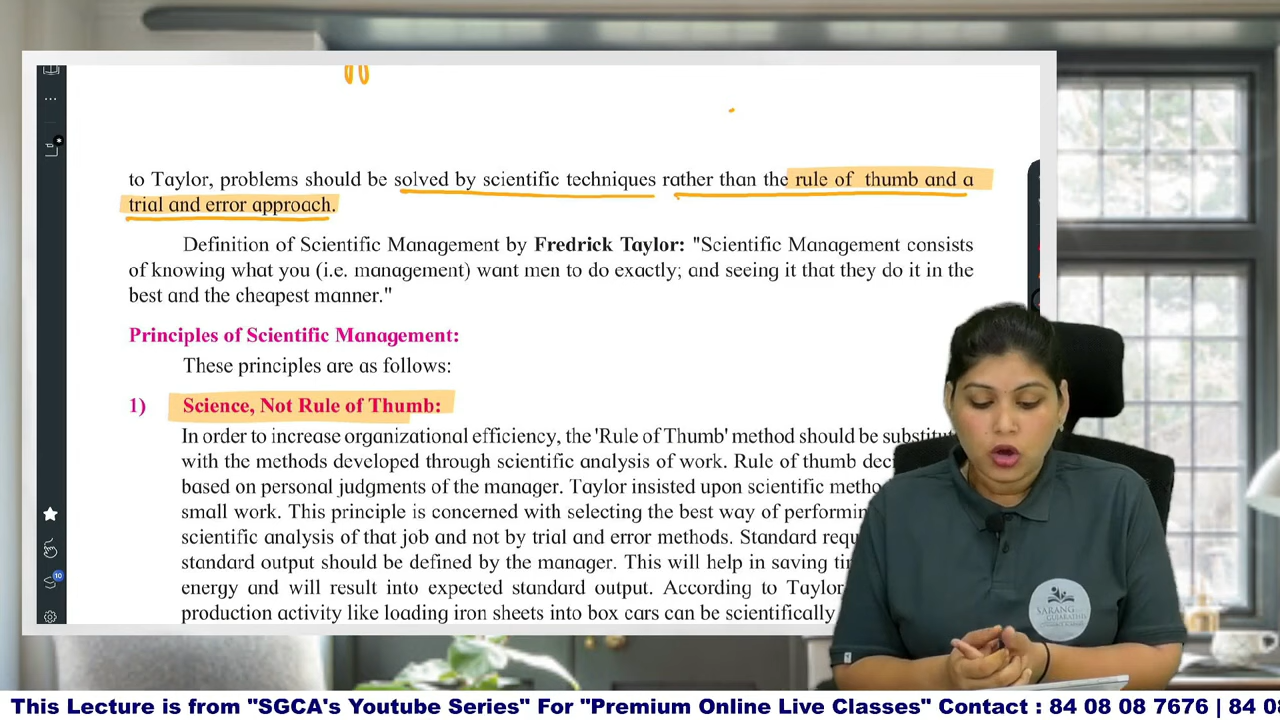 to Taylor, problems should be solved by scientific techniques rather than the rule of thumb and a
trial and error approach.
Definition of Scientific Management by Fredrick Taylor: "Scientific Management consists
of knowing what you (i.e. management) want men to do exactly; and seeing it that they do it in the
best and the cheapest manner."
Principles of Scientific Management:
These principles are as follows:
1) Science, Not Rule of Thumb:
In order to increase organizational efficiency, the 'Rule of Thumb' method should be
with the methods developed through scientific analysis of work. Rule of thumb
based on personal judgments of the manager. Taylor insisted upon scientific
small work. This principle is concerned with selecting the best way of
scientific analysis of that job and not by trial and error methods. Standard
standard output should be defined by the manager. This will help in saving
energy and will result into expected standard output. According to Taylor
production activity like loading iron sheets into box cars can be scientifically
10
SARANG
This Lecture is from "SGCA's Youtube Series" For "Premium Online Live Classes" Contact : 84 08 08 7676 | 84